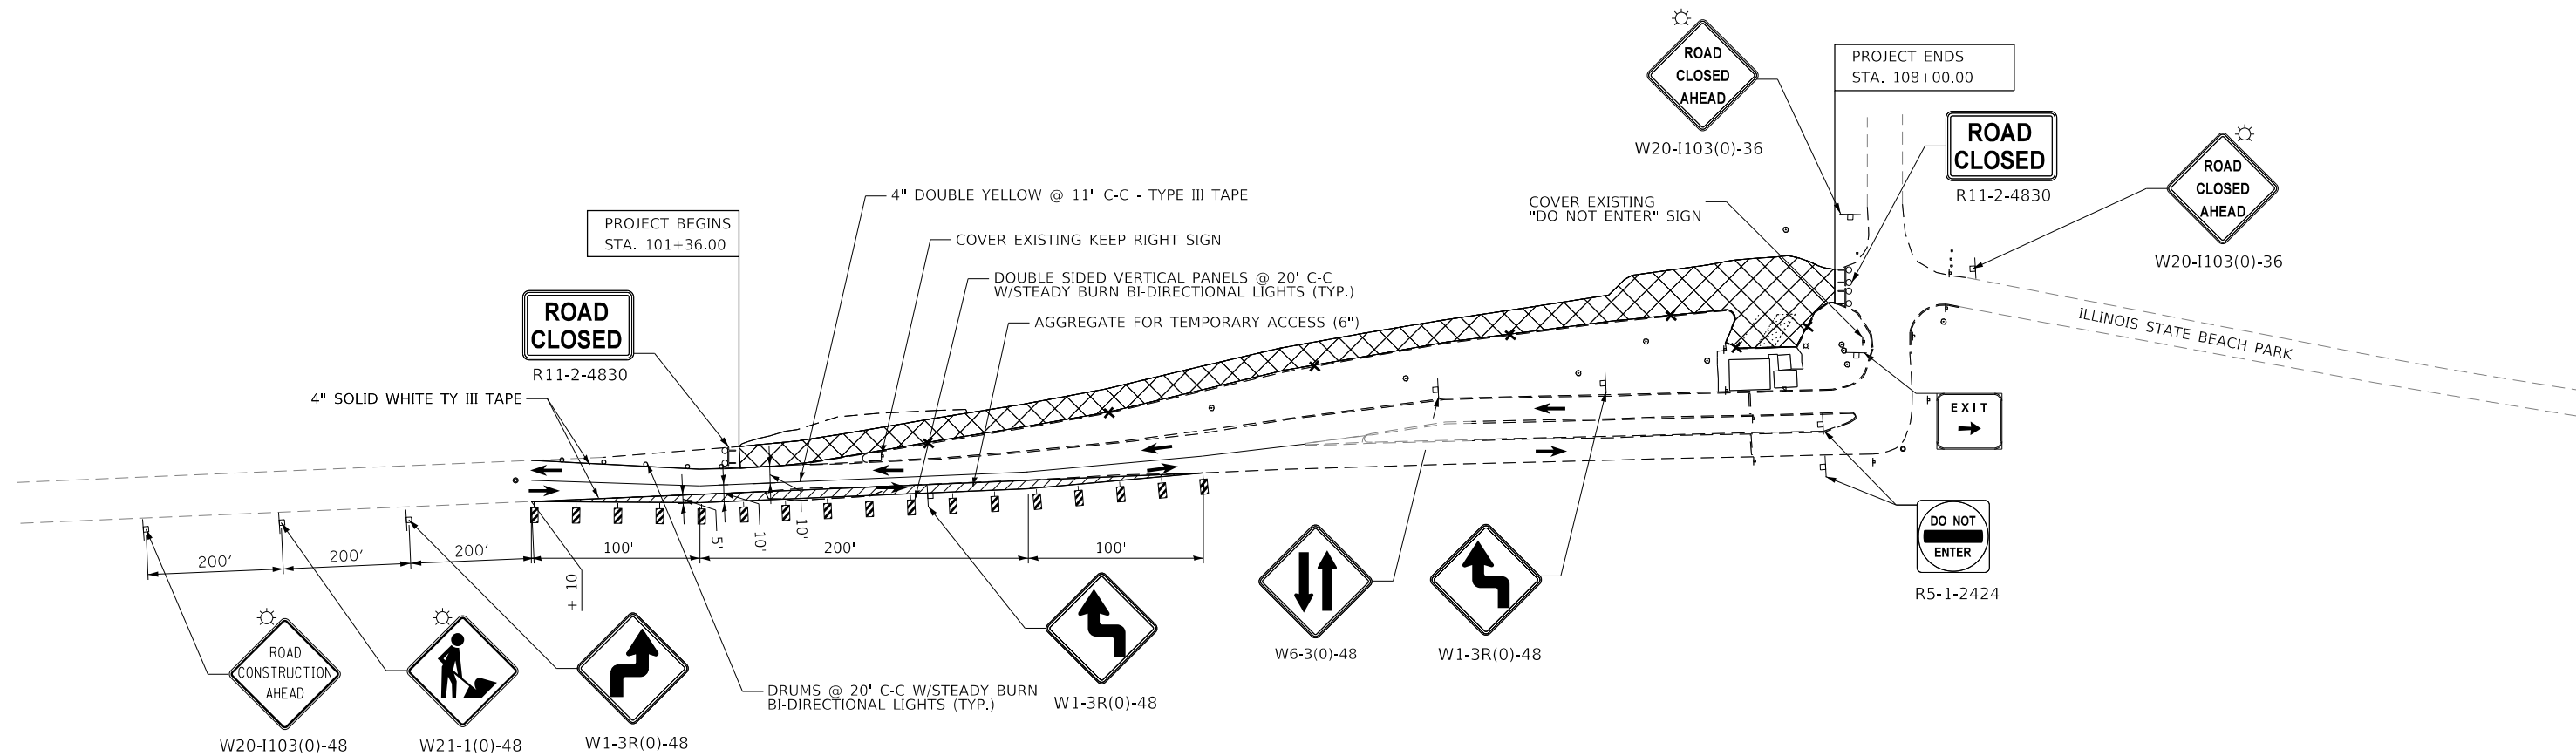 ROAD
CLOSED
AHEAD
W20-I103(0)-36
PROJECT ENDS
STA. 108+00.00
ROAD
CLOSED
R11-2-4830
ROAD
CLOSED
AHEAD
W20-I103(0)-36
4" DOUBLE YELLOW @ 11" C-C - TYPE III TAPE
COVER EXISTING
"DO NOT ENTER" SIGN
PROJECT BEGINS
STA. 101+36.00
COVER EXISTING KEEP RIGHT SIGN
DOUBLE SIDED VERTICAL PANELS @ 20' C-C
W/STEADY BURN BI-DIRECTIONAL LIGHTS (TYP.)
AGGREGATE FOR TEMPORARY ACCESS (6")
ROAD
CLOSED
R11-2-4830
ILLINOIS STATE BEACH PARK
4" SOLID WHITE TY III TAPE
EXIT
200'
200'
200'
100'
200'
100'
5'
10'
10'
+ 10
DO NOT
ENTER
R5-1-2424
ROAD
CONSTRUCTION
AHEAD
W20-I103(0)-48
W21-1(0)-48
W1-3R(0)-48
DRUMS @ 20' C-C W/STEADY BURN
BI-DIRECTIONAL LIGHTS (TYP.)
W1-3R(0)-48
W6-3(0)-48
W1-3R(0)-48